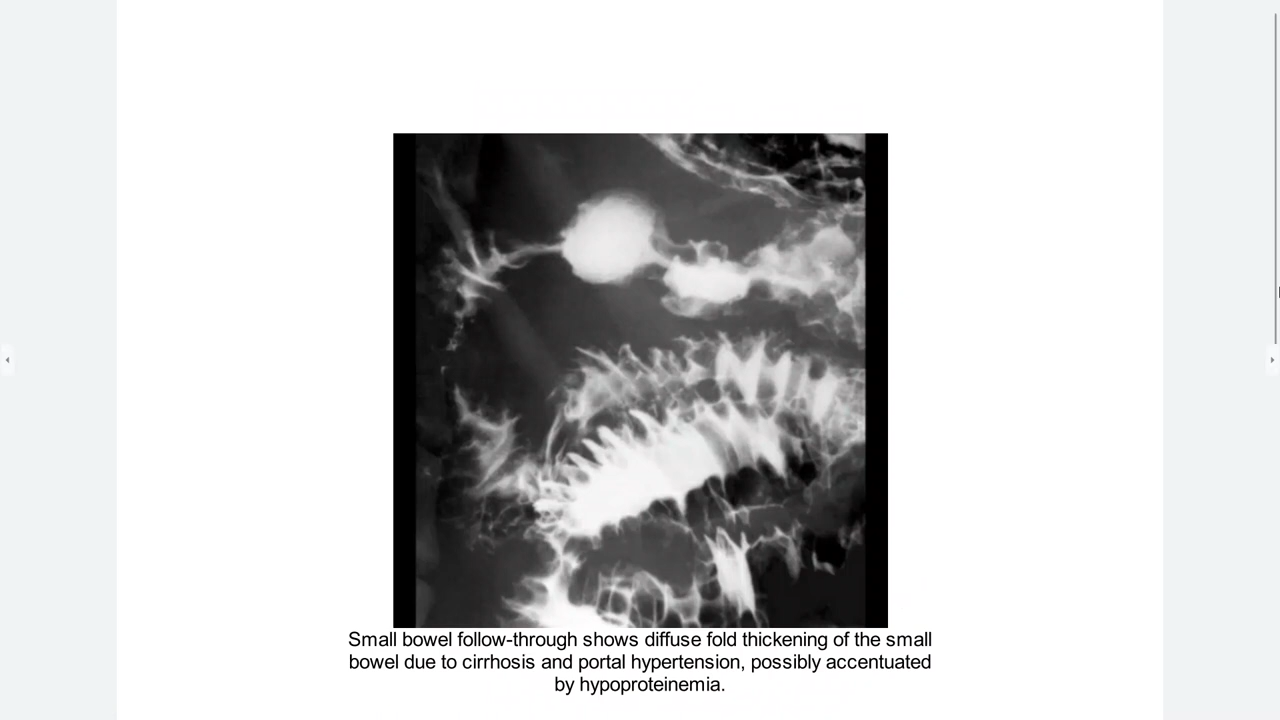 Small bowel follow-through shows diffuse fold thickening of the small
bowel due to cirrhosis and portal hypertension, possibly accentuated
by hypoproteinemia.